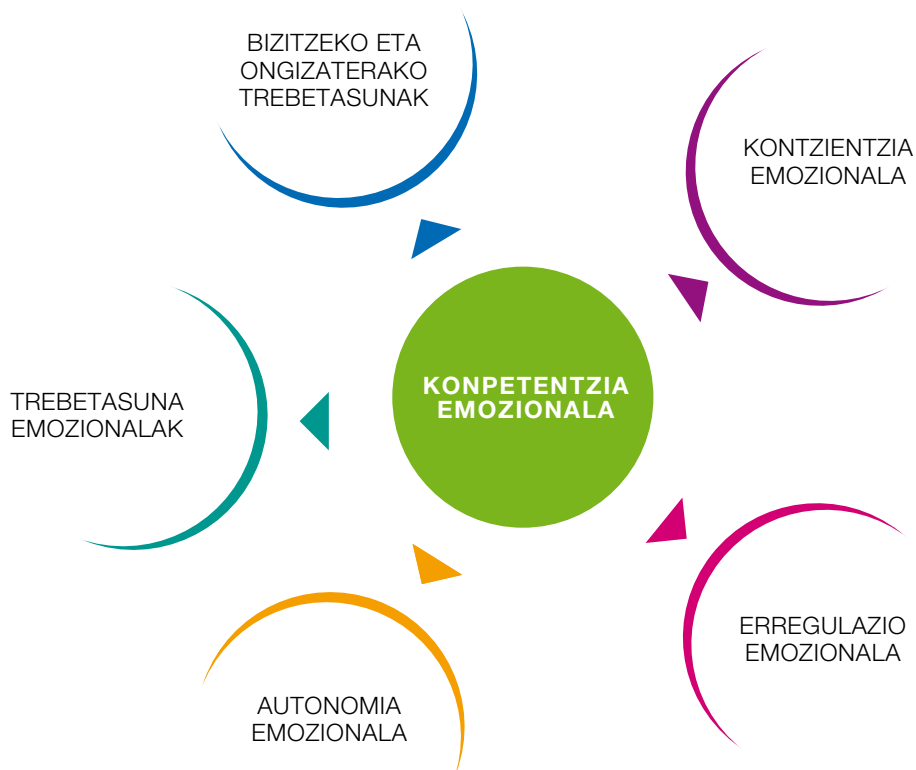 BIZITZEKO ETA
ONGIZATERAKO
TREBETASUNAK
KONTZIENTZIA
EMOZIONALA
KONPETENTZIA
EMOZIONALA
TREBETASUNA
EMOZIONALAK
ERREGULAZIO
EMOZIONALA
AUTONOMIA
EMOZIONALA